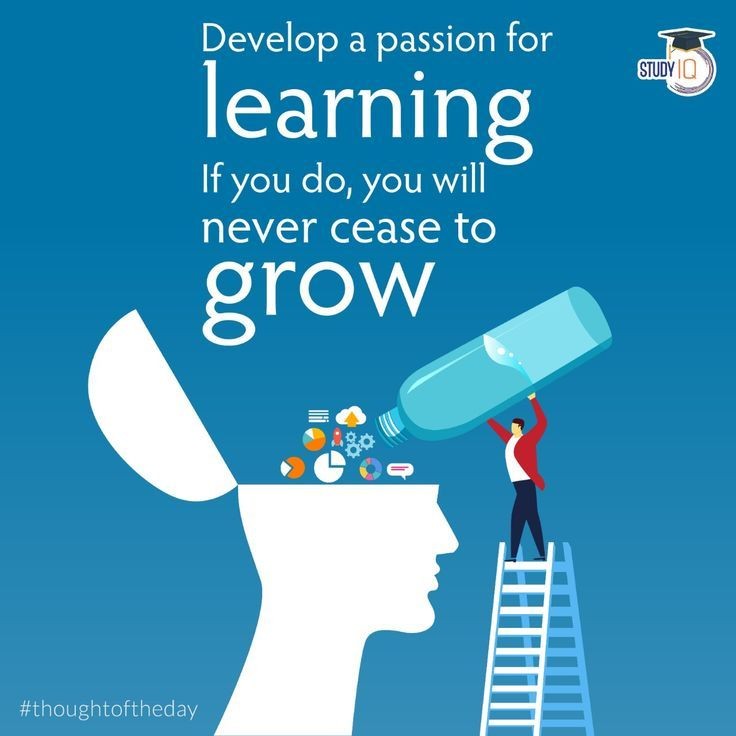 Develop a passion for
learning
If you do, you will
never cease to
grow
STUDY IQ
#thoughtoftheday